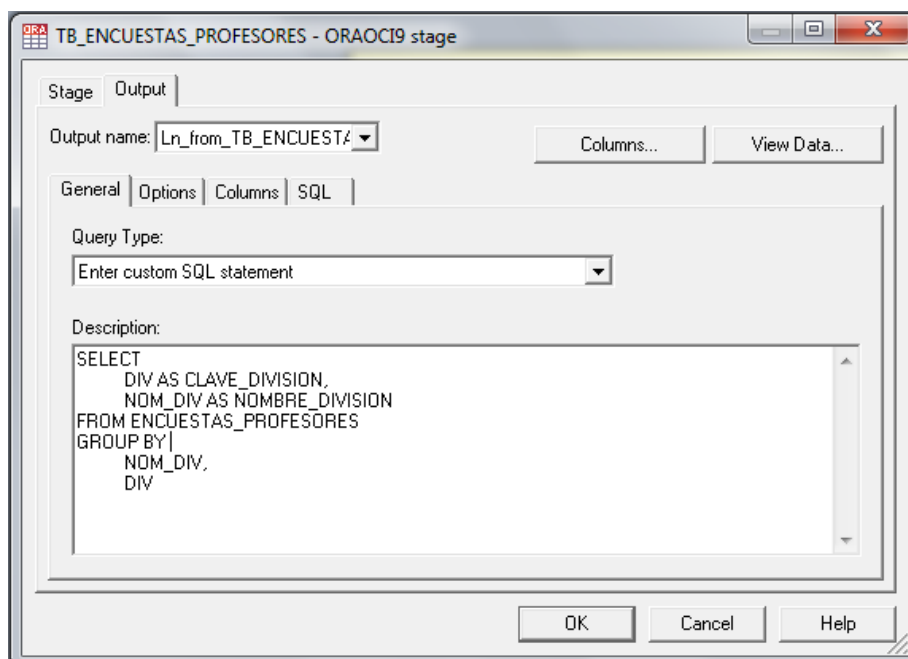 ORA TB_ENCUESTAS_PROFESORES - ORAOCI9 stage
Stage Output
Output name: Ln_from_TB_ENCUESTA Columns... View Data...
General Options Columns SQL
Query Type:
Enter custom SQL statement
Description:
SELECT
DIV AS CLAVE_DIVISION,
NOM_DIV AS NOMBRE_DIVISION
FROM ENCUESTAS_PROFESORES
GROUP BY
NOM_DIV,
DIV
OK Cancel Help